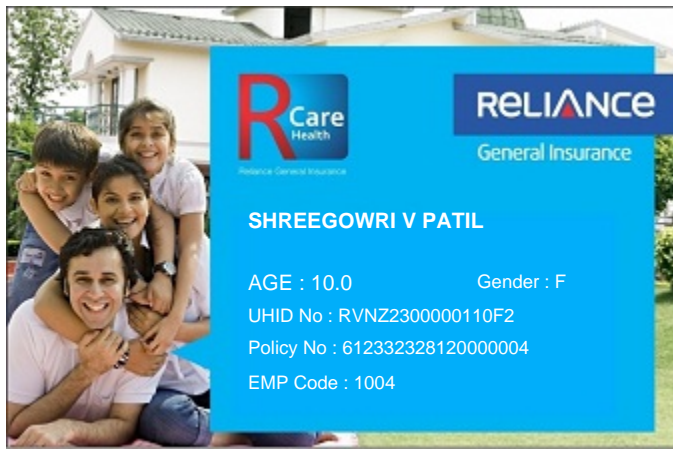 R Care
Health
Reliance General Insurance
RELIANCE
General Insurance
SHREEGOWRI V PATIL
AGE : 10.0 Gender : F
UHID No : RVNZ2300000110F2
Policy No : 612332328120000004
EMP Code : 1004